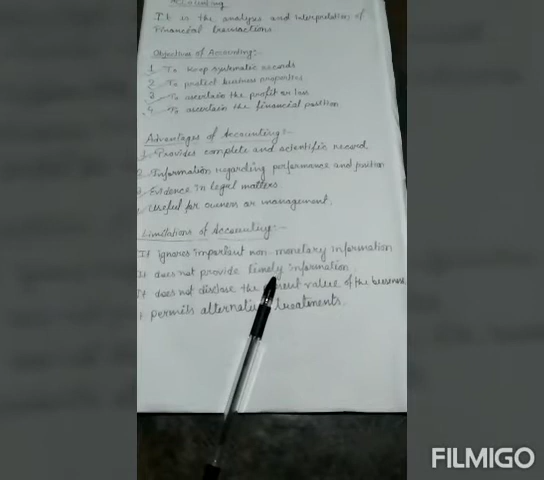 Accounting
It is the analysis and interpretation of
Financial transactions
Objectives of Accounting:-
1. To keep systematic records
2. To protect business properties
3. To ascertain the profit or loss
4. To ascertain the financial position
Advantages of Accounting:-
1. Provides complete and scientific record.
2. Information regarding performance and position
3. Evidence in legal matters
4. Useful for owners or management.
Limitations of Accounting:-
It ignores important non-monetary information
It does not provide timely information
It does not disclose the value of the business
It permits alternative treatments.
FILMIGO